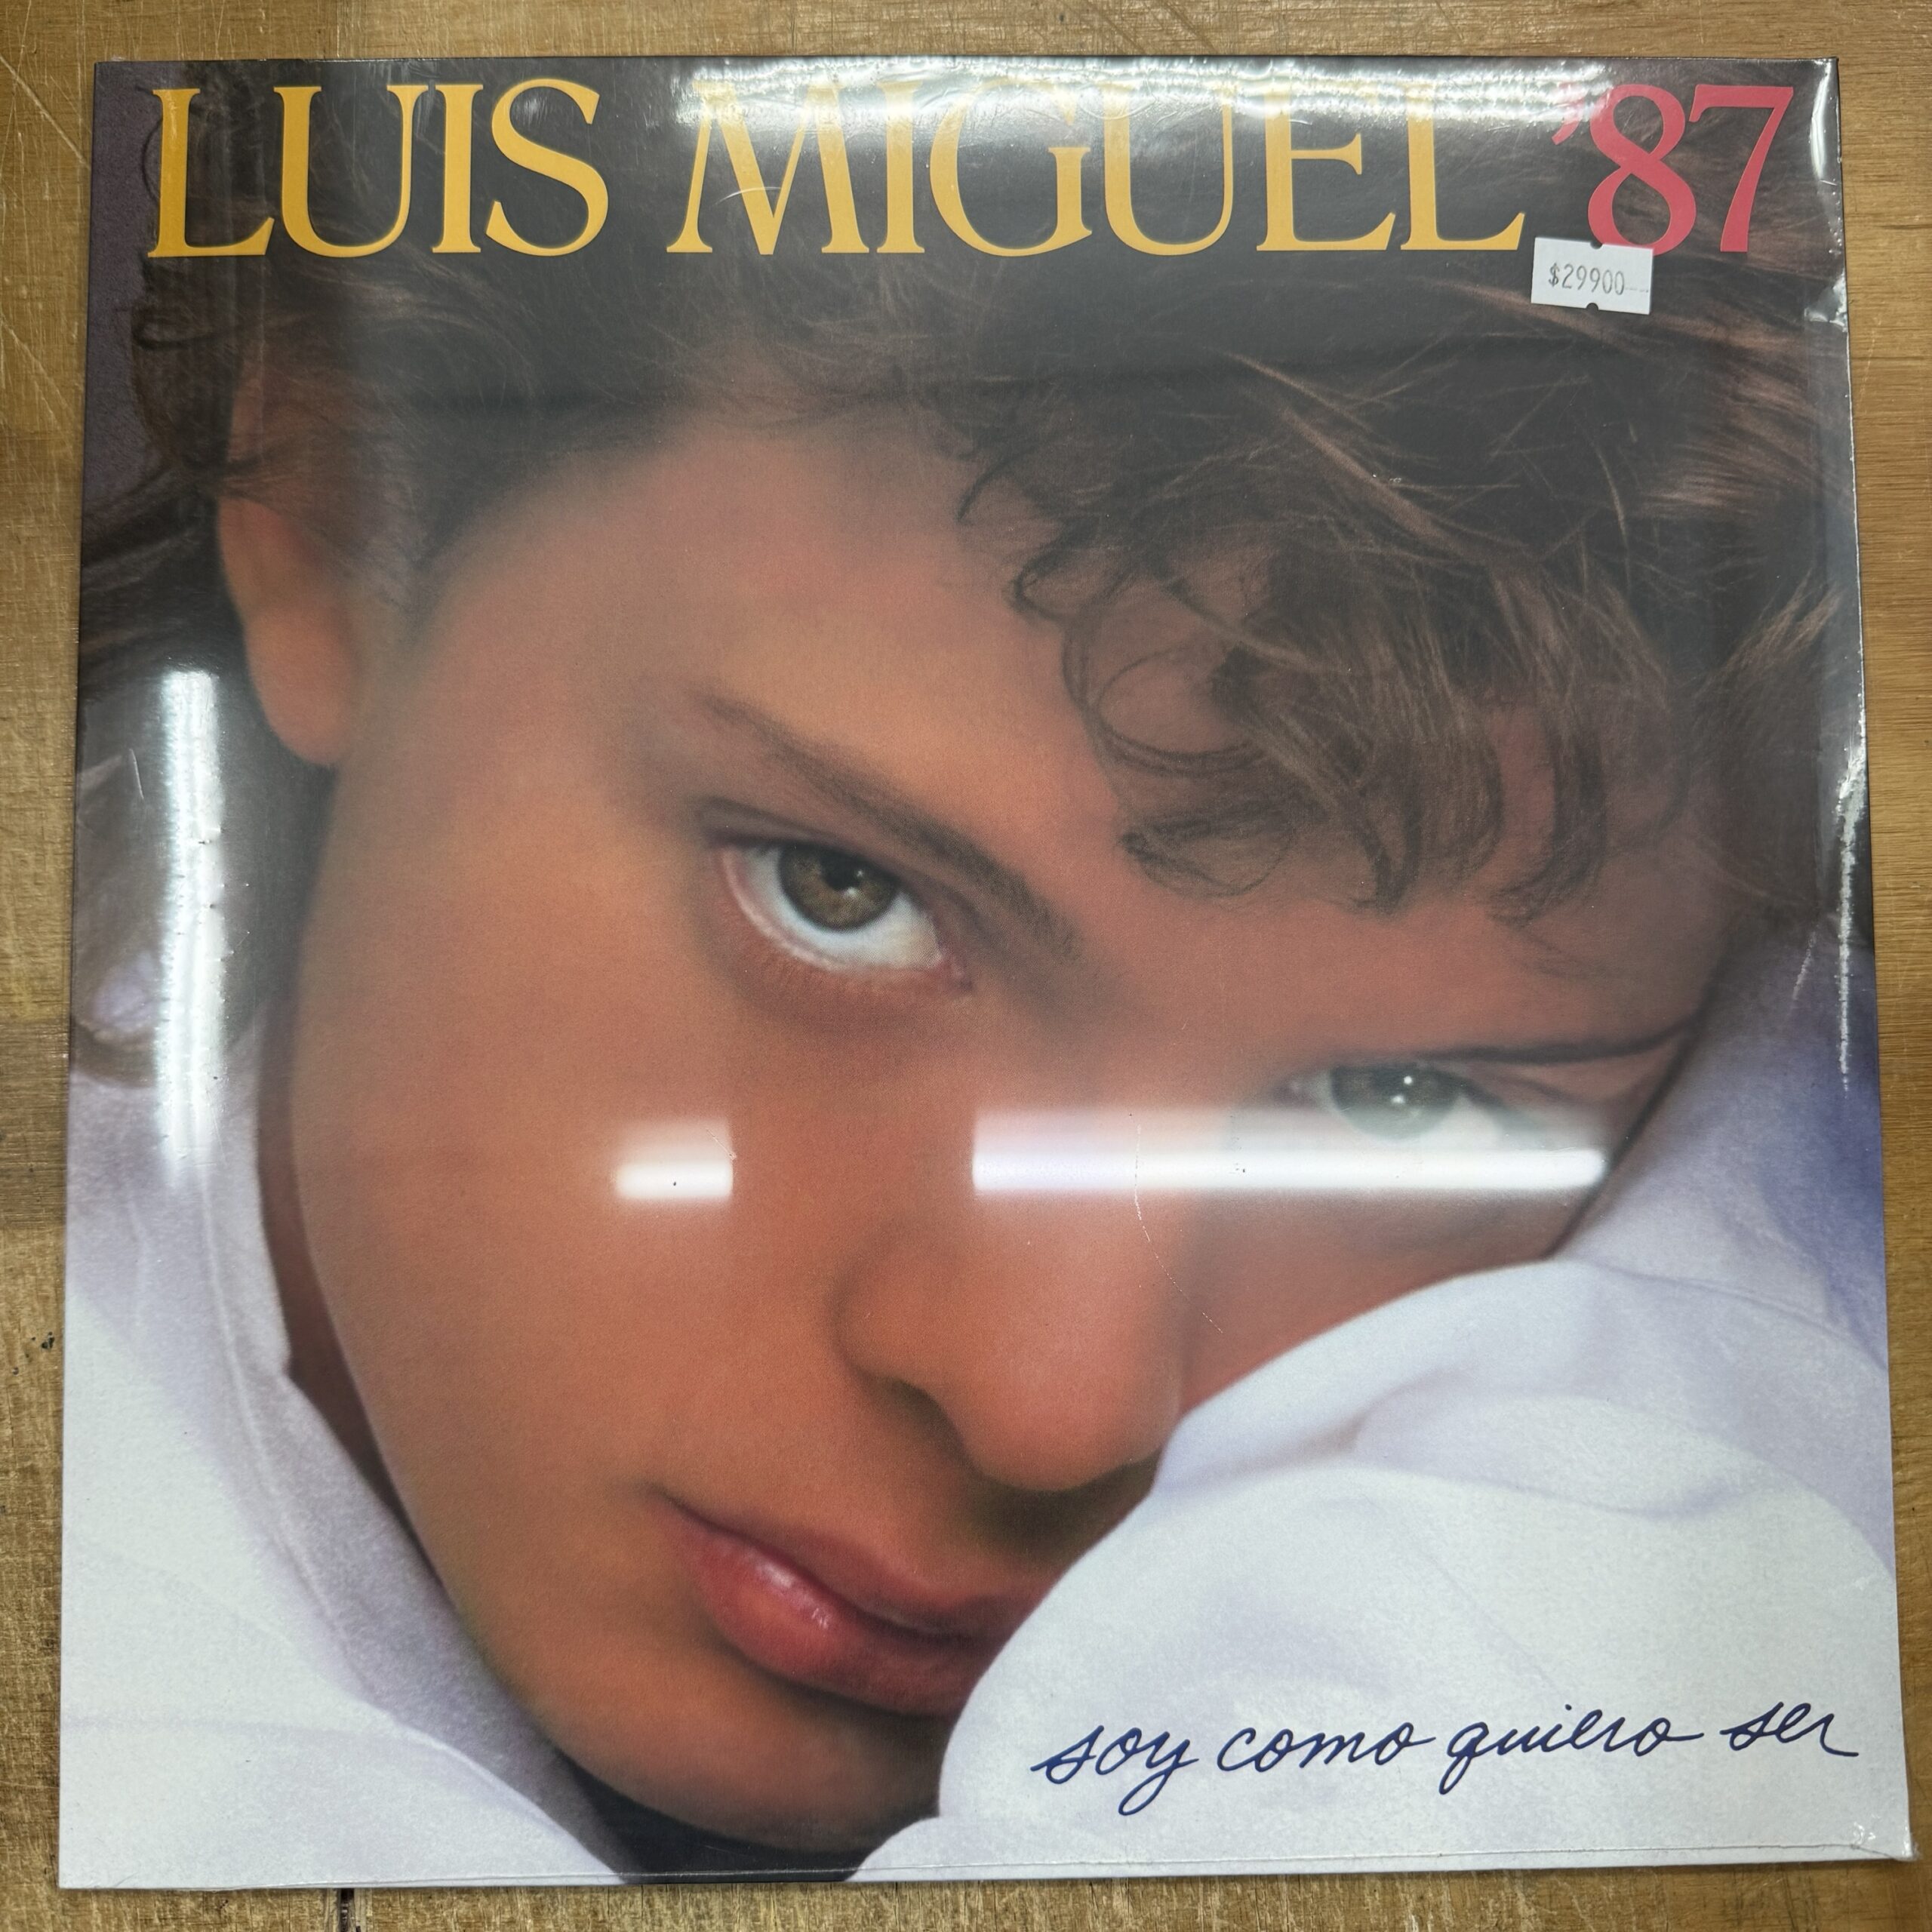 LUIS MIGUEL '87
$29900
soy como quiero ser